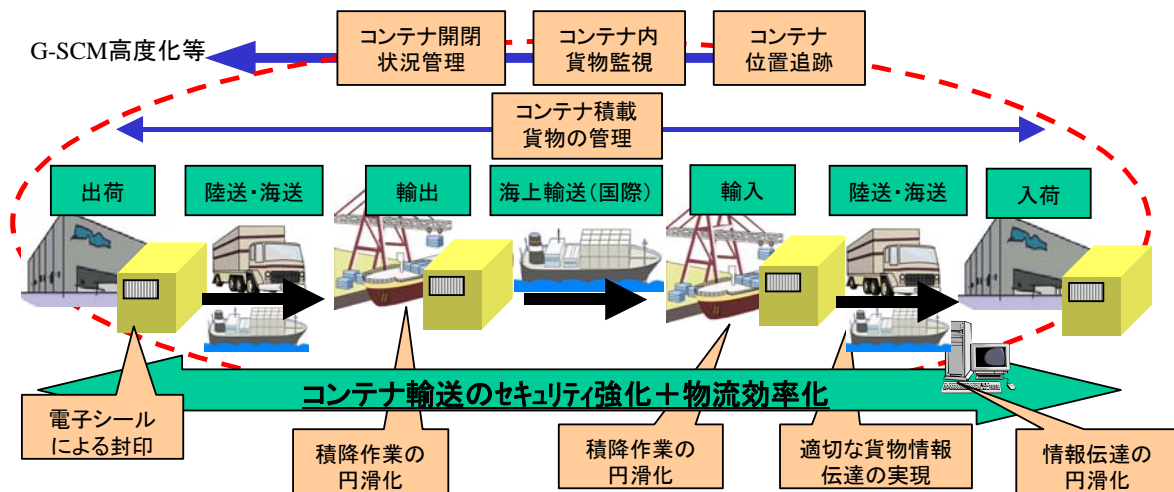 G-SCM高度化等
コンテナ開閉
状況管理
コンテナ内
貨物監視
コンテナ
位置追跡
コンテナ積載
貨物の管理
出荷
陸送・海送
輸出
海上輸送(国際)
輸入
陸送・海送
入荷
コンテナ輸送のセキュリティ強化+物流効率化
電子シール
による封印
積降作業の
円滑化
積降作業の
円滑化
適切な貨物情報
伝達の実現
情報伝達の
円滑化